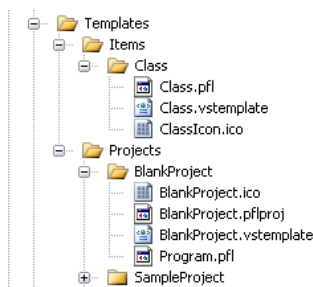 Templates
Items
Class
Class.pfl
Class.vstemplate
ClassIcon.ico
Projects
BlankProject
BlankProject.ico
BlankProject.pflproj
BlankProject.vstemplate
Program.pfl
SampleProject